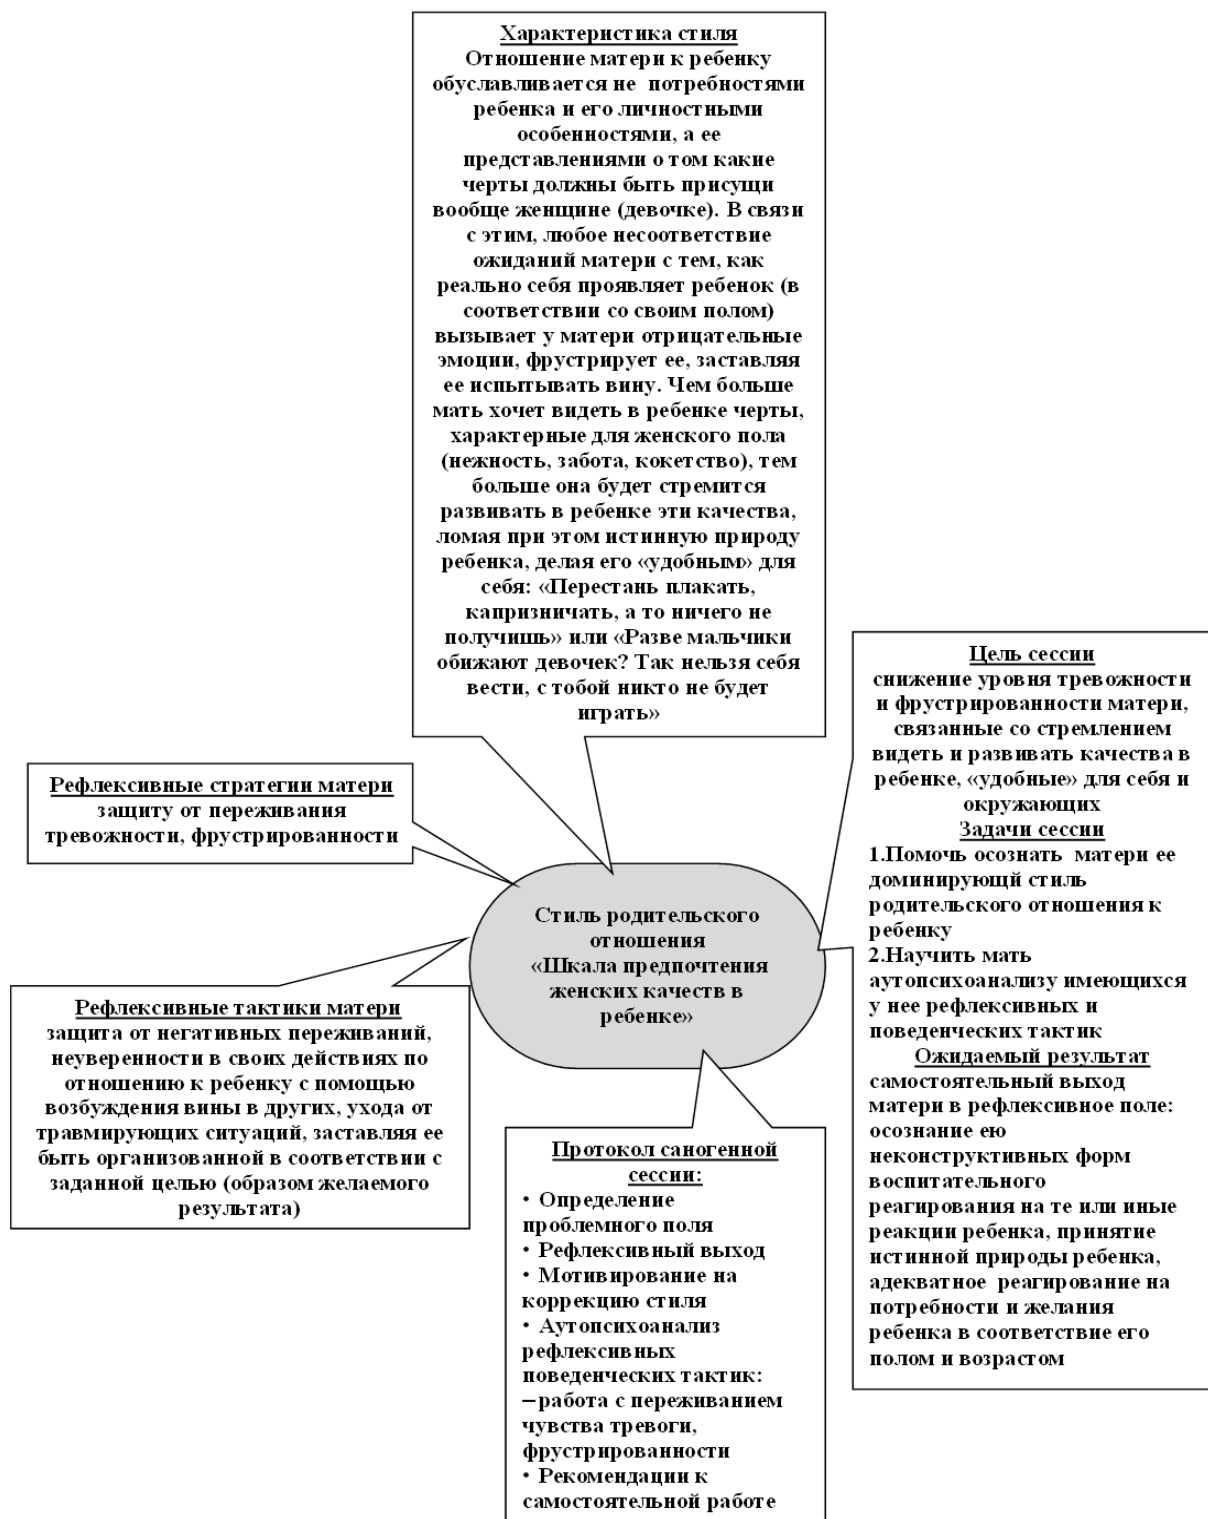 Характеристика стиля
Отношение матери к ребенку
обуславливается не потребностями
ребенка и его личностными
особенностями, а ее
представлениями о том какие
черты должны быть присущи
вообще женщине (девочке). В связи
с этим, любое несоответствие
ожиданий матери с тем, как
реально себя проявляет ребенок (в
соответствии со своим полом)
вызывает у матери отрицательные
эмоции, фрустрирует ее, заставляя
ее испытывать вину. Чем больше
мать хочет видеть в ребенке черты,
характерные для женского пола
(нежность, забота, кокетство), тем
больше она будет стремится
развивать в ребенке эти качества,
ломая при этом истинную природу
ребенка, делая его «удобным» для
себя: «Перестань плакать,
капризничать, а то ничего не
получишь» или «Разве мальчики
обижают девочек? Так нельзя себя
вести, с тобой никто не будет
играть»
Рефлексивные стратегии матери
защиту от переживания
тревожности, фрустрированности
Стиль родительского
отношения
«Шкала предпочтения
женских качеств в
ребенке»
Рефлексивные тактики матери
защита от негативных переживаний,
неуверенности в своих действиях по
отношению к ребенку с помощью
возбуждения вины в других, ухода от
травмирующих ситуаций, заставляя ее
быть организованной в соответствии с
заданной целью (образом желаемого
результата)
Протокол саногенной
сессии:
• Определение
проблемного поля
• Рефлексивный выход
• Мотивирование на
коррекцию стиля
• Аутопсихоанализ
рефлексивных
поведенческих тактик:
–работа с переживанием
чувства тревоги,
фрустрированности
• Рекомендации к
самостоятельной работе
Цель сессии
снижение уровня тревожности
и фрустрированности матери,
связанные со стремлением
видеть и развивать качества в
ребенке, «удобные» для себя и
окружающих
Задачи сессии
1.Помочь осознать матери ее
доминирующй стиль
родительского отношения к
ребенку
2.Научить мать
аутопсихоанализу имеющихся
у нее рефлексивных и
поведенческих тактик
Ожидаемый результат
самостоятельный выход
матери в рефлексивное поле:
осознание ею
неконструктивных форм
воспитательного
реагирования на те или иные
реакции ребенка, принятие
истинной природы ребенка,
адекватное реагирование на
потребности и желания
ребенка в соответствие его
полом и возрастом